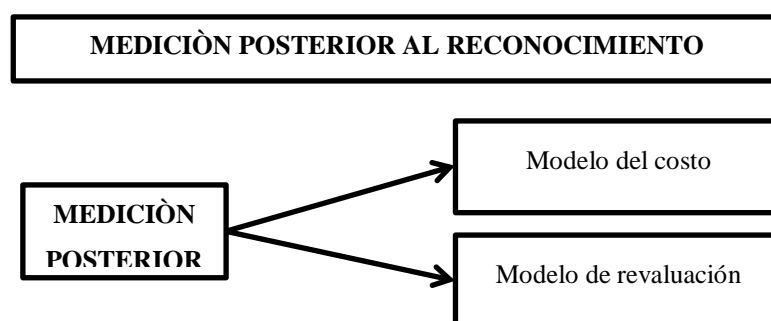 MEDICIÒN POSTERIOR AL RECONOCIMIENTO
Modelo del costo
MEDICIÒN
POSTERIOR
Modelo de revaluación